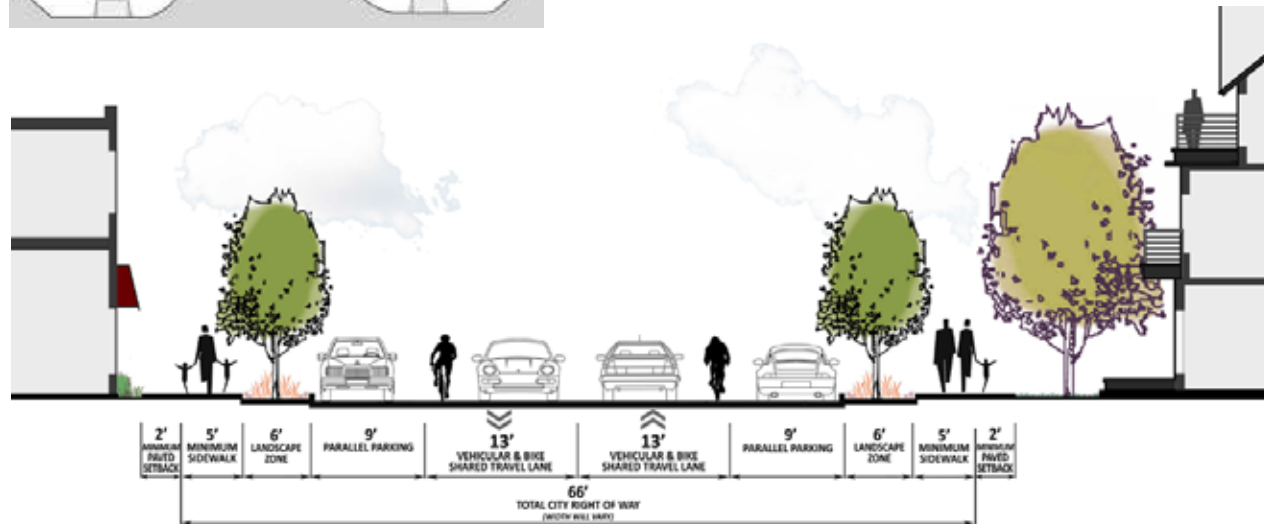 2'
MINIMUM
PAVED
SETBACK
5'
MINIMUM
SIDEWALK
6'
LANDSCAPE
ZONE
9'
PARALLEL PARKING
13'
VEHICULAR & BIKE
SHARED TRAVEL LANE
13'
VEHICULAR & BIKE
SHARED TRAVEL LANE
9'
PARALLEL PARKING
6'
LANDSCAPE
ZONE
5'
MINIMUM
SIDEWALK
2'
MINIMUM
PAVED
SETBACK
66'
TOTAL CITY RIGHT OF WAY
(WIDTH WILL VARY)